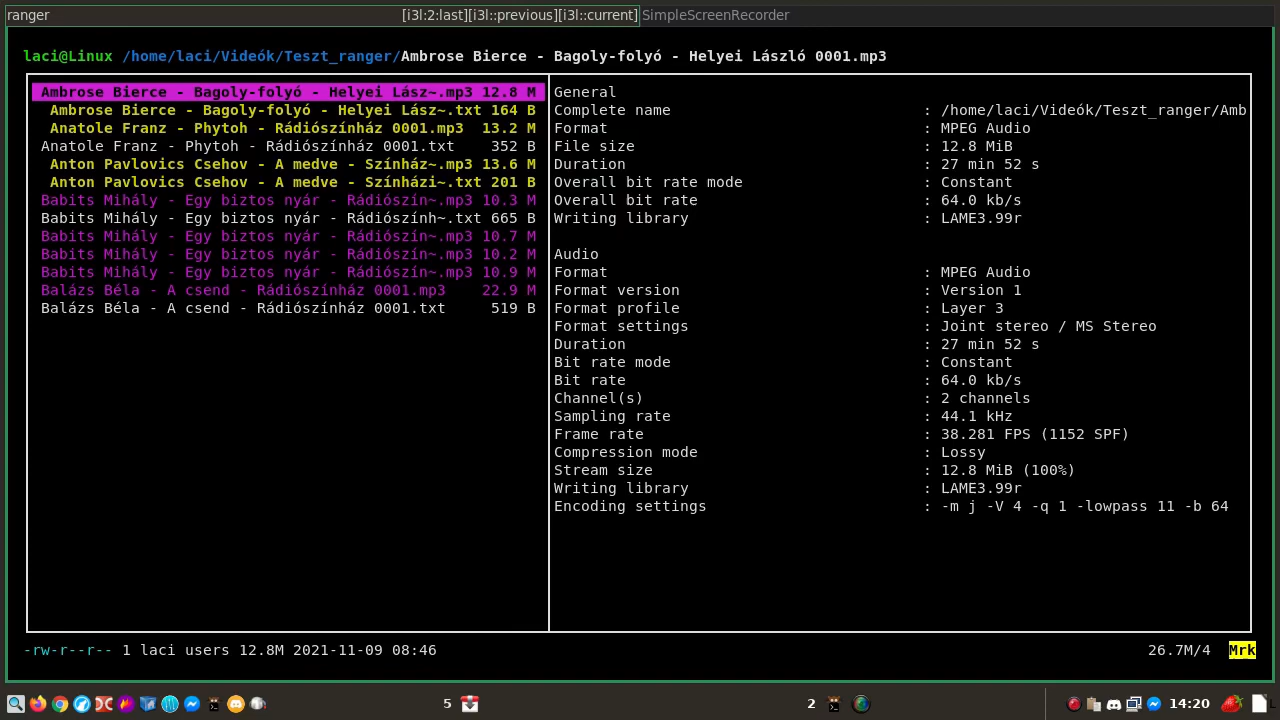 ranger [i3l:2:last][i3l::previous][i3l::current] SimpleScreenRecorder
laci@Linux /home/laci/Videók/Teszt_ranger/Ambrose Bierce - Bagoly-folyó - Helyei László 0001.mp3
Ambrose Bierce - Bagoly-folyó - Helyei Lász~.mp3 12.8 M
Ambrose Bierce - Bagoly-folyó - Helyei Lász~.txt 164 B
Anatole Franz - Phytoh - Rádiószínház 0001.mp3 13.2 M
Anatole Franz - Phytoh - Rádiószínház 0001.txt 352 B
Anton Pavlovics Csehov - A medve - Színház~.mp3 13.6 M
Anton Pavlovics Csehov - A medve - Színházi~.txt 201 B
Babits Mihály - Egy biztos nyár - Rádiószín~.mp3 10.3 M
Babits Mihály - Egy biztos nyár - Rádiószính~.txt 665 B
Babits Mihály - Egy biztos nyár - Rádiószín~.mp3 10.7 M
Babits Mihály - Egy biztos nyár - Rádiószín~.mp3 10.2 M
Babits Mihály - Egy biztos nyár - Rádiószín~.mp3 10.9 M
Balázs Béla - A csend - Rádiószínház 0001.mp3 22.9 M
Balázs Béla - A csend - Rádiószínház 0001.txt 519 B
General
Complete name : /home/laci/Videók/Teszt_ranger/Amb
Format : MPEG Audio
File size : 12.8 MiB
Duration : 27 min 52 s
Overall bit rate mode : Constant
Overall bit rate : 64.0 kb/s
Writing library : LAME3.99r
Audio
Format : MPEG Audio
Format version : Version 1
Format profile : Layer 3
Format settings : Joint stereo / MS Stereo
Duration : 27 min 52 s
Bit rate mode : Constant
Bit rate : 64.0 kb/s
Channel(s) : 2 channels
Sampling rate : 44.1 kHz
Frame rate : 38.281 FPS (1152 SPF)
Compression mode : Lossy
Stream size : 12.8 MiB (100%)
Writing library : LAME3.99r
Encoding settings : -m j -V 4 -q 1 -lowpass 11 -b 64
-rw-r--r-- 1 laci users 12.8M 2021-11-09 08:46 26.7M/4 Mrk
5 2 14:20